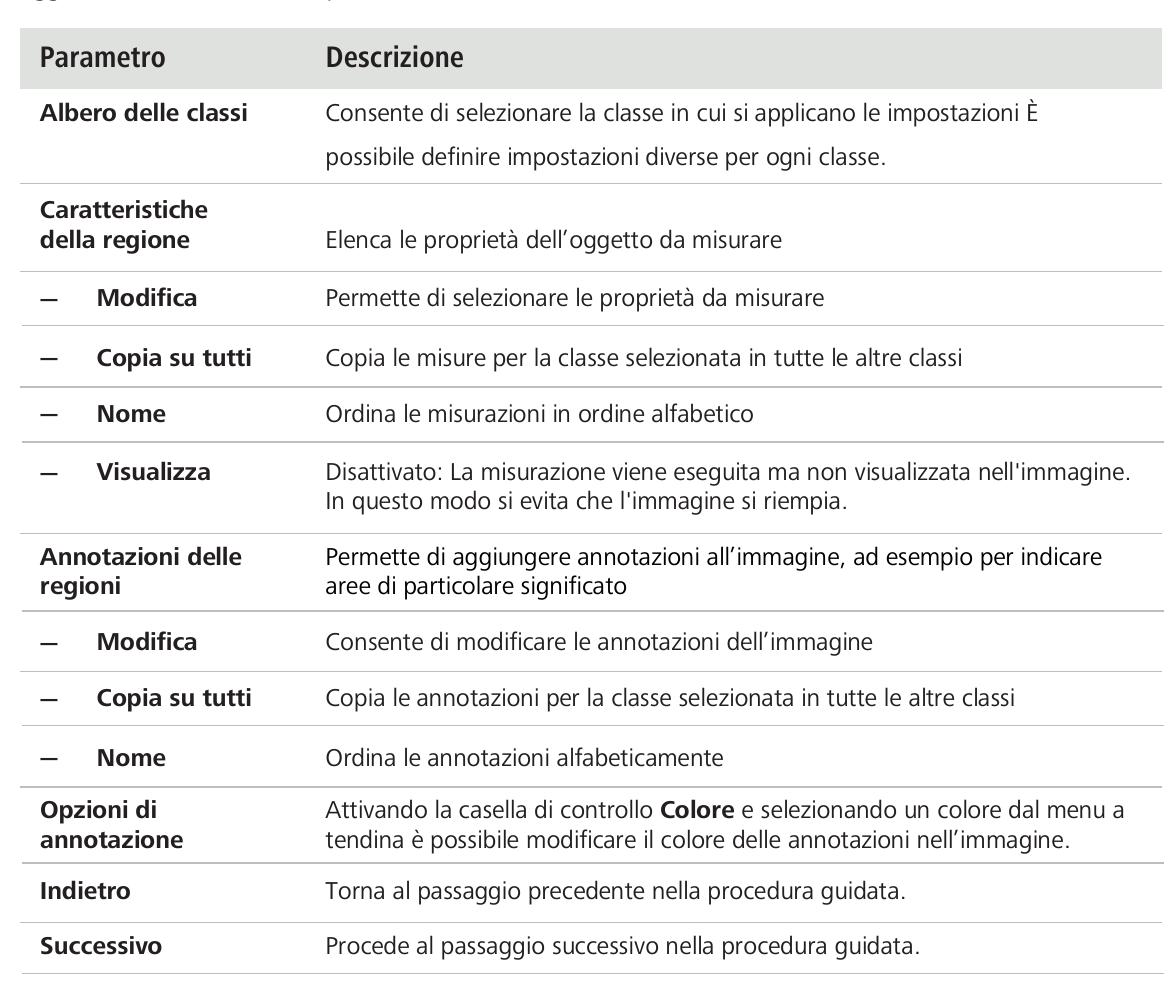 Parametro Descrizione
Albero delle classi Consente di selezionare la classe in cui si applicano le impostazioni È
possibile definire impostazioni diverse per ogni classe.
Caratteristiche
della regione Elenca le proprietà dell’oggetto da misurare
— Modifica Permette di selezionare le proprietà da misurare
— Copia su tutti Copia le misure per la classe selezionata in tutte le altre classi
— Nome Ordina le misurazioni in ordine alfabetico
— Visualizza Disattivato: La misurazione viene eseguita ma non visualizzata nell'immagine.
In questo modo si evita che l'immagine si riempia.
Annotazioni delle Permette di aggiungere annotazioni all’immagine, ad esempio per indicare
regioni aree di particolare significato
— Modifica Consente di modificare le annotazioni dell’immagine
— Copia su tutti Copia le annotazioni per la classe selezionata in tutte le altre classi
— Nome Ordina le annotazioni alfabeticamente
Opzioni di Attivando la casella di controllo Colore e selezionando un colore dal menu a
annotazione tendina è possibile modificare il colore delle annotazioni nell’immagine.
Indietro Torna al passaggio precedente nella procedura guidata.
Successivo Procede al passaggio successivo nella procedura guidata.